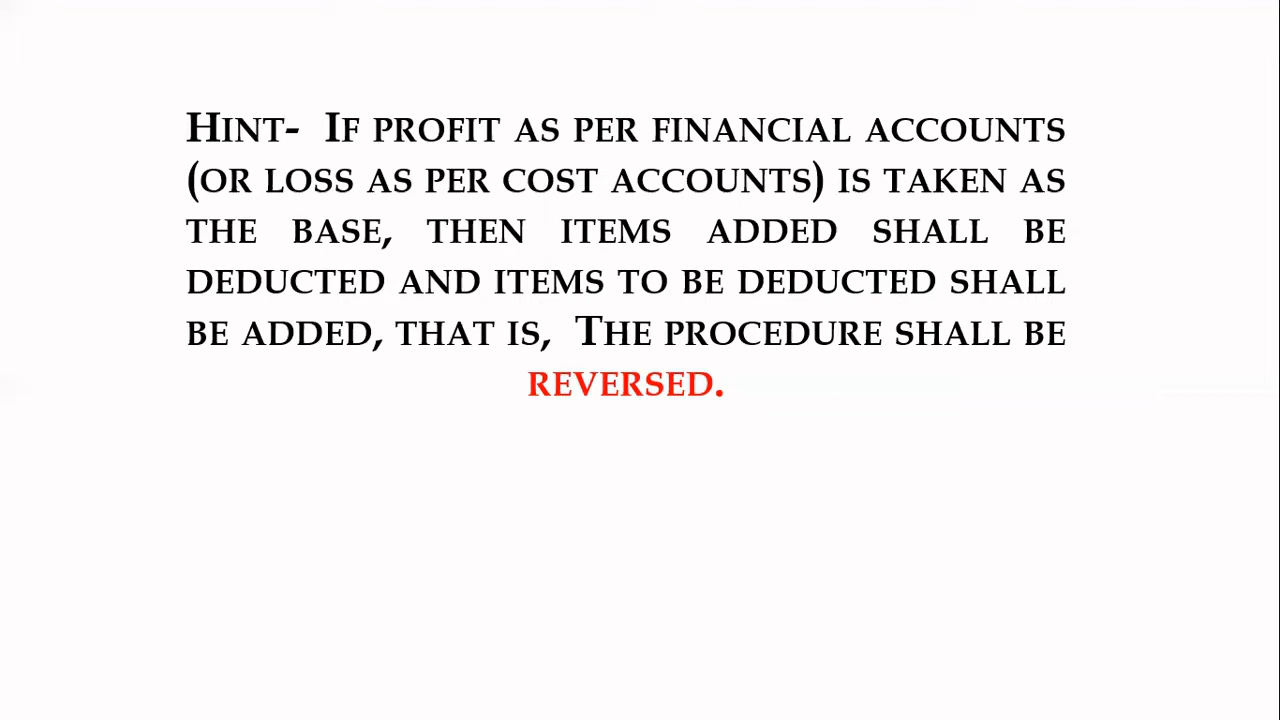 Hint-  If profit as per financial accounts
(or loss as per cost accounts) is taken as
the base, then items added shall be
deducted and items to be deducted shall
be added, that is,  The procedure shall be
reversed.